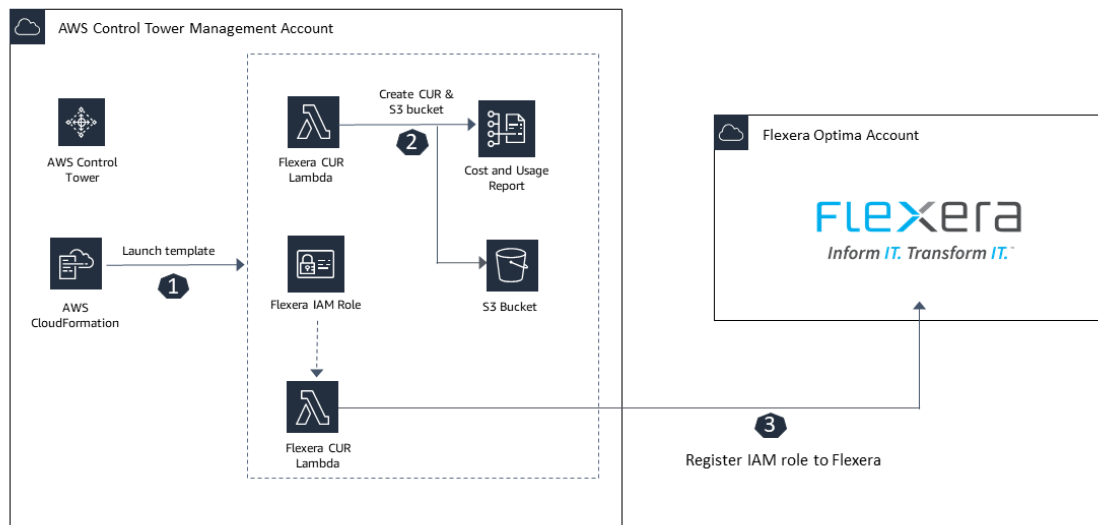 AWS Control Tower Management Account
AWS Control
Tower
Launch template
1
AWS
CloudFormation
Flexera CUR
Lambda
Create CUR &
S3 bucket
2
Cost and Usage
Report
Flexera IAM Role
S3 Bucket
Flexera CUR
Lambda
3
Register IAM role to Flexera
Flexera Optima Account
FLEXERA
Inform IT. Transform IT.™